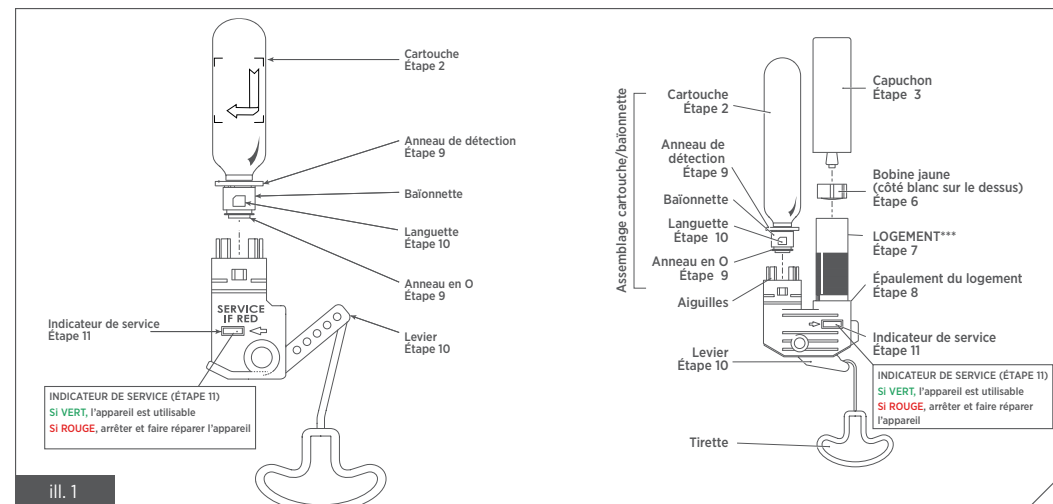 Cartouche
Étape 2
Anneau de détection
Étape 9
Baïonnette
Languette
Étape 10
Anneau en O
Étape 9
SERVICE
IF RED
Indicateur de service
Étape 11
Levier
Étape 10
INDICATEUR DE SERVICE (ÉTAPE 11)
Si VERT, l'appareil est utilisable
Si ROUGE, arrêter et faire réparer l'appareil
Assemblage cartouche/baïonnette
Cartouche
Étape 2
Anneau de
détection
Étape 9
Baïonnette
Languette
Étape 10
Anneau en O
Étape 9
Aiguilles
Levier
Étape 10
Tirette
Capuchon
Étape 3
Bobine jaune
(côté blanc sur le dessus)
Étape 6
LOGEMENT***
Étape 7
Épaulement du logement
Étape 8
Indicateur de service
Étape 11
INDICATEUR DE SERVICE (ÉTAPE 11)
Si VERT, l'appareil est utilisable
Si ROUGE, arrêter et faire réparer
l'appareil
ill. 1